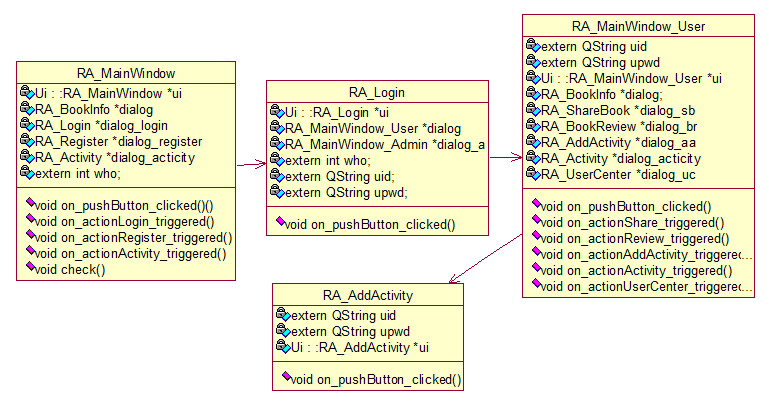 RA_MainWindow
Ui : :RA_MainWindow *ui
RA_BookInfo *dialog
RA_Login *dialog_login
RA_Register *dialog_register
RA_Activity *dialog_acticity
extern int who;
void on_pushButton_clicked()()
void on_actionLogin_triggered()
void on_actionRegister_triggered()
void on_actionActivity_triggered()
void check()
RA_Login
Ui : :RA_Login *ui
RA_MainWindow_User *dialog
RA_MainWindow_Admin *dialog_a
extern int who;
extern QString uid;
extern QString upwd;
void on_pushButton_clicked()
RA_MainWindow_User
extern QString uid
extern QString upwd
Ui : :RA_MainWindow_User *ui
RA_BookInfo *dialog;
RA_ShareBook *dialog_sb
RA_BookReview *dialog_br
RA_AddActivity *dialog_aa
RA_Activity *dialog_acticity
RA_UserCenter *dialog_uc
void on_pushButton_clicked()
void on_actionShare_triggered()
void on_actionReview_triggered()
void on_actionAddActivity_triggered...
void on_actionActivity_triggered()
void on_actionUserCenter_triggered...
RA_AddActivity
extern QString uid
extern QString upwd
Ui : :RA_AddActivity *ui
void on_pushButton_clicked()